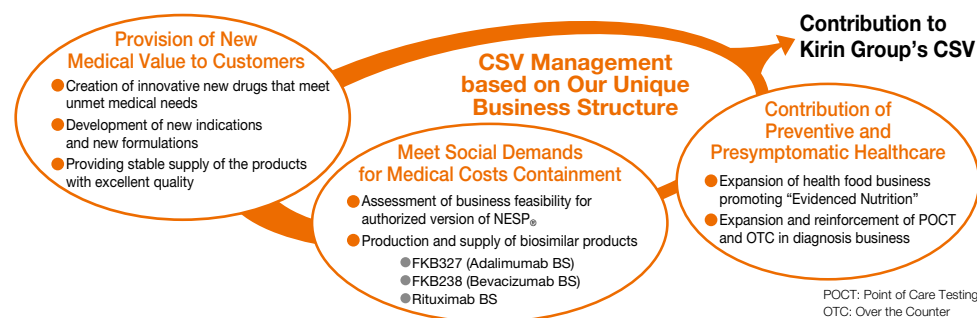 Provision of New
Medical Value to Customers
●Creation of innovative new drugs that meet
unmet medical needs
●Development of new indications
and new formulations
●Providing stable supply of the products
with excellent quality
CSV Management
based on Our Unique
Business Structure
Contribution to
Kirin Group's CSV
Meet Social Demands
for Medical Costs Containment
●Assessment of business feasibility for
authorized version of NESP®
●Production and supply of biosimilar products
●FKB327 (Adalimumab BS)
●FKB238 (Bevacizumab BS)
●Rituximab BS
Contribution of
Preventive and
Presymptomatic Healthcare
●Expansion of health food business
promoting “Evidenced Nutrition”
●Expansion and reinforcement of POCT
and OTC in diagnosis business
POCT: Point of Care Testing
OTC: Over the Counter